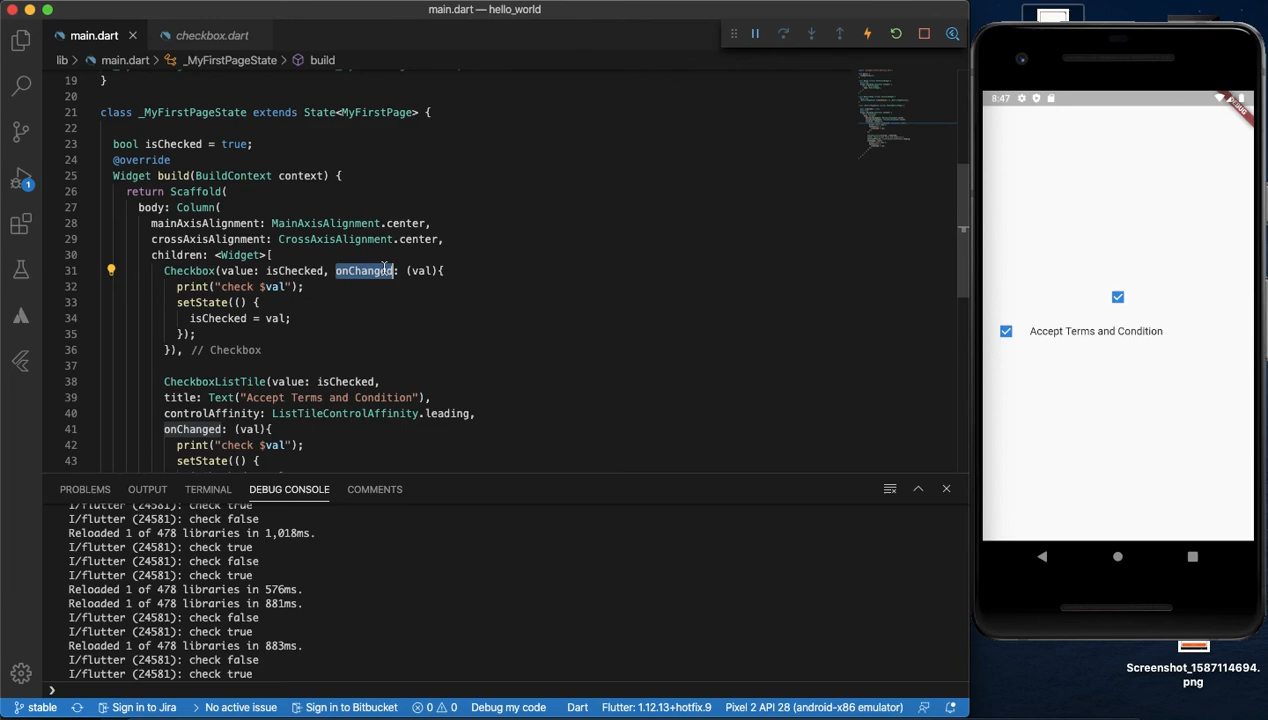 main.dart — hello_world
main.dart
checkbox.dart
lib > main.dart > _MyFirstPageState > build
19 }
20
21 class _MyFirstPageState extends State<MyFirstPage> {
22
23 bool isChecked = true;
24 @override
25 Widget build(BuildContext context) {
26 return Scaffold(
27 body: Column(
28 mainAxisAlignment: MainAxisAlignment.center,
29 crossAxisAlignment: CrossAxisAlignment.center,
30 children: <Widget>[
31 Checkbox(value: isChecked, onChanged: (val){
32 print("check $val");
33 setState(() {
34 isChecked = val;
35 });
36 }), // Checkbox
37
38 CheckboxListTile(value: isChecked,
39 title: Text("Accept Terms and Condition"),
40 controlAffinity: ListTileControlAffinity.leading,
41 onChanged: (val){
42 print("check $val");
43 setState(() {
1
PROBLEMS OUTPUT TERMINAL DEBUG CONSOLE COMMENTS
I/flutter (24581): check true
I/flutter (24581): check false
Reloaded 1 of 478 libraries in 1,018ms.
I/flutter (24581): check true
I/flutter (24581): check false
I/flutter (24581): check true
Reloaded 1 of 478 libraries in 576ms.
Reloaded 1 of 478 libraries in 881ms.
I/flutter (24581): check false
I/flutter (24581): check true
Reloaded 1 of 478 libraries in 883ms.
I/flutter (24581): check false
I/flutter (24581): check true
stable Sign in to Jira No active issue Sign in to Bitbucket 0 0 Debug my code Dart Flutter: 1.12.13+hotfix.9 Pixel 2 API 28 (android-x86 emulator)
8:47
DEBUG
Accept Terms and Condition
Screenshot_1587114694.
png